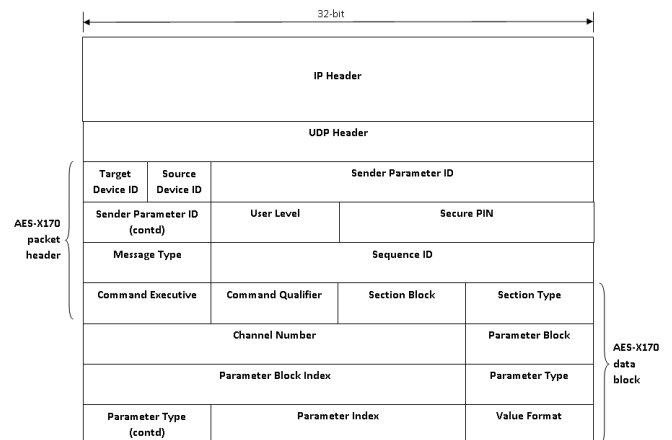 32-bit
IP Header
UDP Header
Target
Device ID
Source
Device ID
Sender Parameter ID
AES-X170
packet
header
Sender Parameter ID
(contd)
User Level
Secure PIN
Message Type
Sequence ID
Command Executive
Command Qualifier
Section Block
Section Type
Channel Number
Parameter Block
AES-X170
data
block
Parameter Block Index
Parameter Type
Parameter Type
(contd)
Parameter Index
Value Format